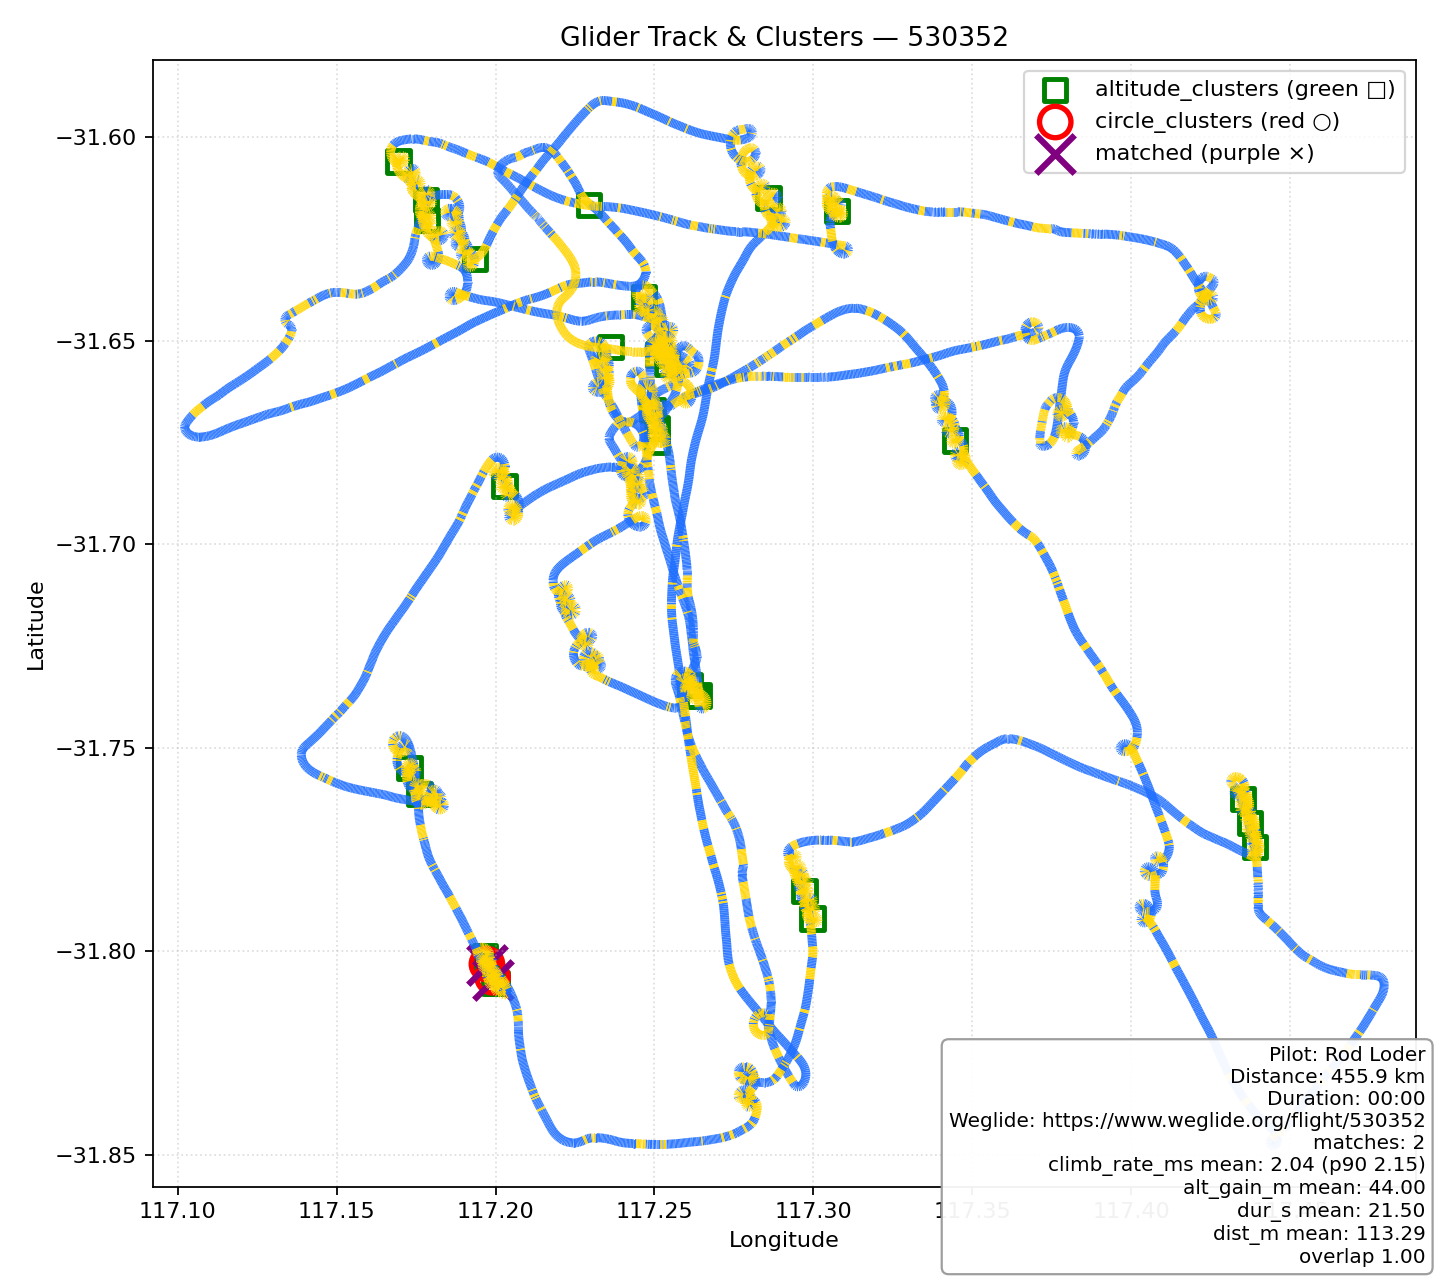 Glider Track & Clusters — 530352
altitude_clusters (green □)
circle_clusters (red ○)
matched (purple ×)
−31.60
−31.65
−31.70
−31.75
−31.80
−31.85
Latitude
117.10
117.15
117.20
117.25
117.30
117.35
117.40
Longitude
Pilot: Rod Loder
Distance: 455.9 km
Duration: 00:00
Weglide: https://www.weglide.org/flight/530352
matches: 2
climb_rate_ms mean: 2.04 (p90 2.15)
alt_gain_m mean: 44.00
dur_s mean: 21.50
dist_m mean: 113.29
overlap 1.00